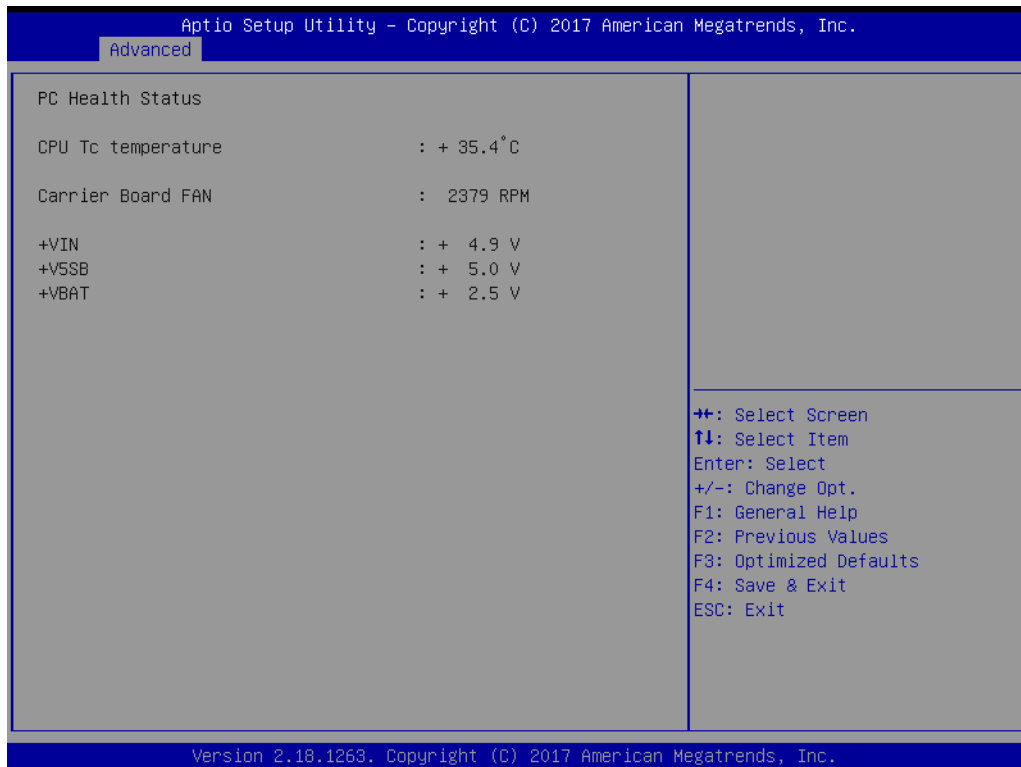 Aptio Setup Utility – Copyright (C) 2017 American Megatrends, Inc.
Advanced
PC Health Status
CPU Tc temperature : + 35.4°C
Carrier Board FAN : 2379 RPM
+VIN : + 4.9 V
+V5SB : + 5.0 V
+VBAT : + 2.5 V
→←: Select Screen
↑↓: Select Item
Enter: Select
+/-: Change Opt.
F1: General Help
F2: Previous Values
F3: Optimized Defaults
F4: Save & Exit
ESC: Exit
Version 2.18.1263. Copyright (C) 2017 American Megatrends, Inc.